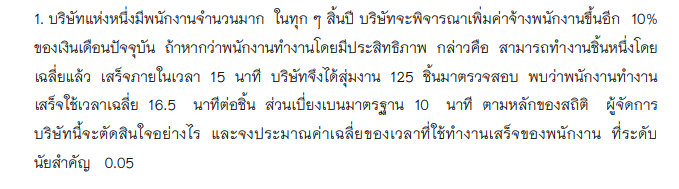 1. บริษัทแห่งหนึ่งมีพนักงานจำนวนมาก ในทุก ๆ สิ้นปี บริษัทจะพิจารณาเพิ่มค่าจ้างพนักงานขึ้นอีก 10%
ของเงินเดือนปัจจุบัน ถ้าหากว่าพนักงานทำงานโดยมีประสิทธิภาพ กล่าวคือ สามารถทำงานชิ้นหนึ่งโดย
เฉลี่ยแล้ว เสร็จภายในเวลา 15 นาที บริษัทจึงได้สุ่มงาน 125 ชิ้นมาตรวจสอบ พบว่าพนักงานทำงาน
เสร็จใช้เวลาเฉลี่ย 16.5 นาทีต่อชิ้น ส่วนเบี่ยงเบนมาตรฐาน 10 นาที ตามหลักของสถิติ ผู้จัดการ
บริษัทนี้จะตัดสินใจอย่างไร และจงประมาณค่าเฉลี่ยของเวลาที่ใช้ทำงานเสร็จของพนักงาน ที่ระดับ
นัยสำคัญ 0.05